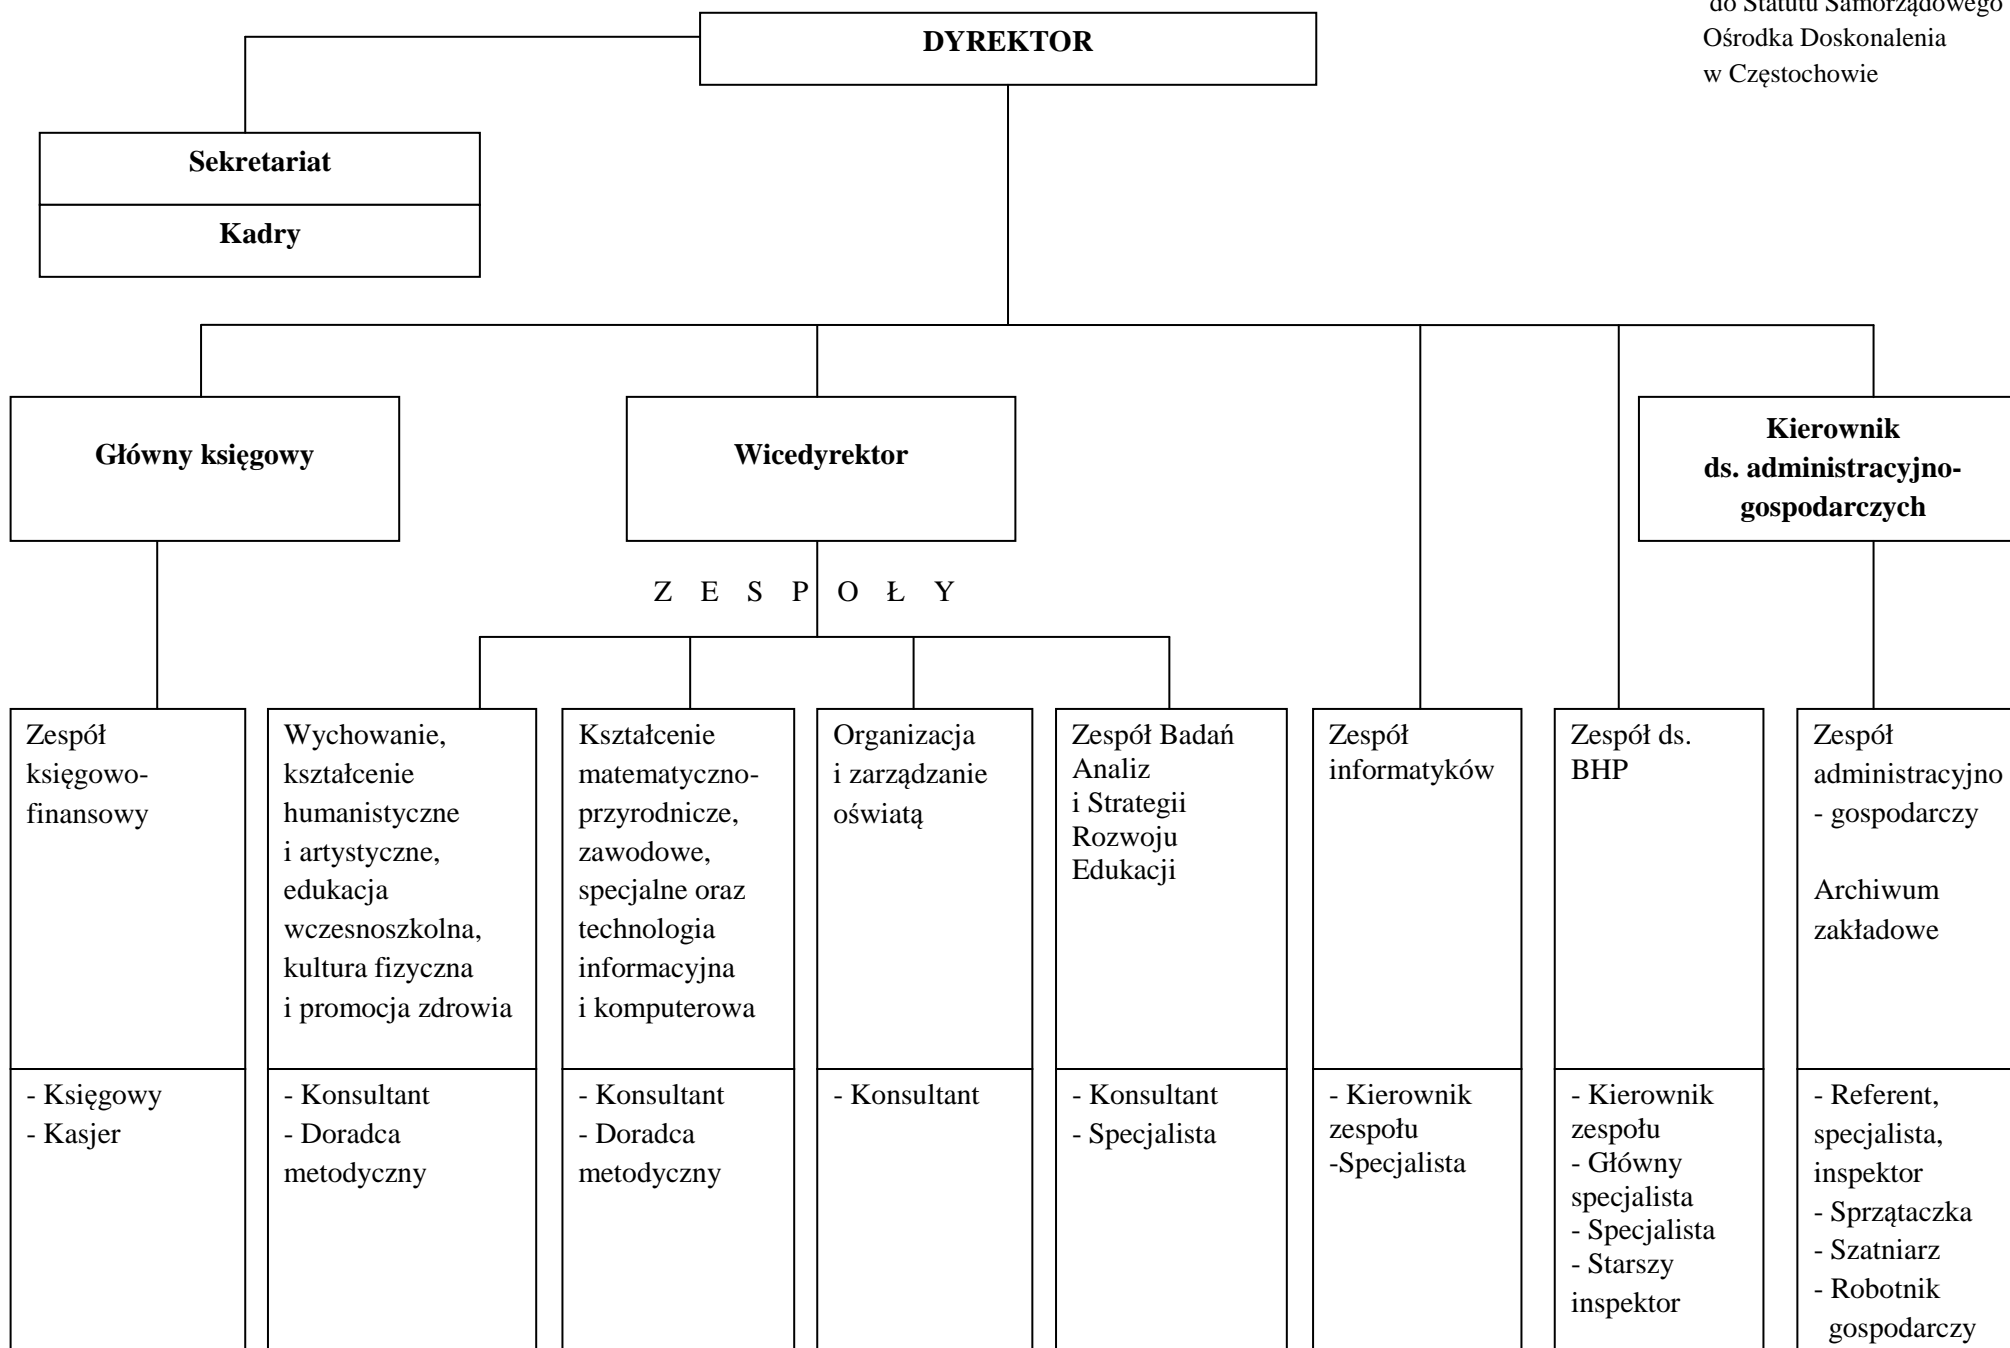 do Statutu Samorządowego
Ośrodka Doskonalenia
w Częstochowie
DYREKTOR
Sekretariat
Kadry
Główny księgowy
Wicedyrektor
Kierownik
ds. administracyjno-
gospodarczych
Z E S P O Ł Y
Zespół
księgowo-
finansowy
- Księgowy
- Kasjer
Wychowanie,
kształcenie
humanistyczne
i artystyczne,
edukacja
wczesnoszkolna,
kultura fizyczna
i promocja zdrowia
- Konsultant
- Doradca
metodyczny
Kształcenie
matematyczno-
przyrodnicze,
zawodowe,
specjalne oraz
technologia
informacyjna
i komputerowa
- Konsultant
- Doradca
metodyczny
Organizacja
i zarządzanie
oświatą
- Konsultant
Zespół Badań
Analiz
i Strategii
Rozwoju
Edukacji
- Konsultant
- Specjalista
Zespół
informatyków
- Kierownik
zespołu
-Specjalista
Zespół ds.
BHP
- Kierownik
zespołu
- Główny
specjalista
- Specjalista
- Starszy
inspektor
Zespół
administracyjno
- gospodarczy
Archiwum
zakładowe
- Referent,
specjalista,
inspektor
- Sprzątaczka
- Szatniarz
- Robotnik
gospodarczy